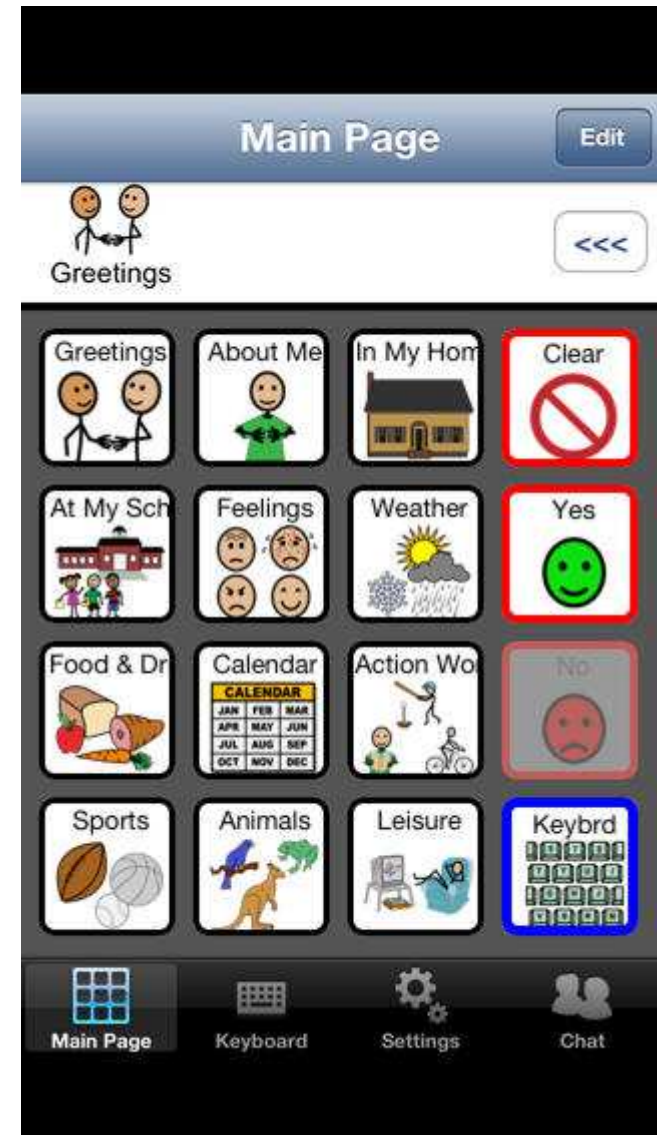 Main Page Edit
Greetings
<<<
Greetings About Me In My Hom Clear
At My Sch Feelings Weather Yes
Food & Dr Calendar Action Wo No
CALENDAR
JAN FEB MAR
APR MAY JUN
JUL AUG SEP
OCT NOV DEC
Sports Animals Leisure Keybrd
Main Page Keyboard Settings Chat